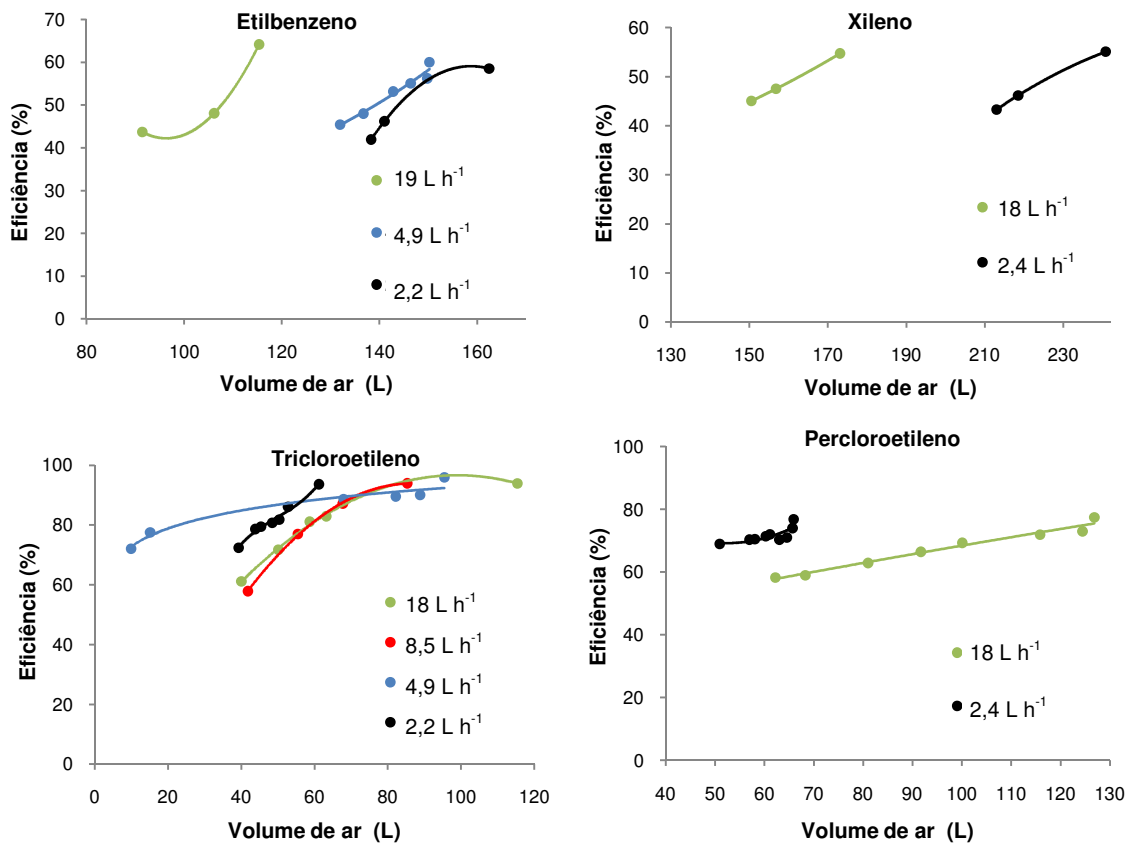 Etilbenzeno
70
60
50
40
30
20
10
0
Eficiência (%)
80 100 120 140 160
Volume de ar (L)
19 L h⁻¹
4,9 L h⁻¹
2,2 L h⁻¹
Xileno
60
50
40
30
20
10
0
Eficiência (%)
130 150 170 190 210 230
Volume de ar (L)
18 L h⁻¹
2,4 L h⁻¹
Tricloroetileno
100
80
60
40
20
0
Eficiência (%)
0 20 40 60 80 100 120
Volume de ar (L)
18 L h⁻¹
8,5 L h⁻¹
4,9 L h⁻¹
2,2 L h⁻¹
Percloroetileno
100
80
60
40
20
0
Eficiência (%)
40 50 60 70 80 90 100 110 120 130
Volume de ar (L)
18 L h⁻¹
2,4 L h⁻¹